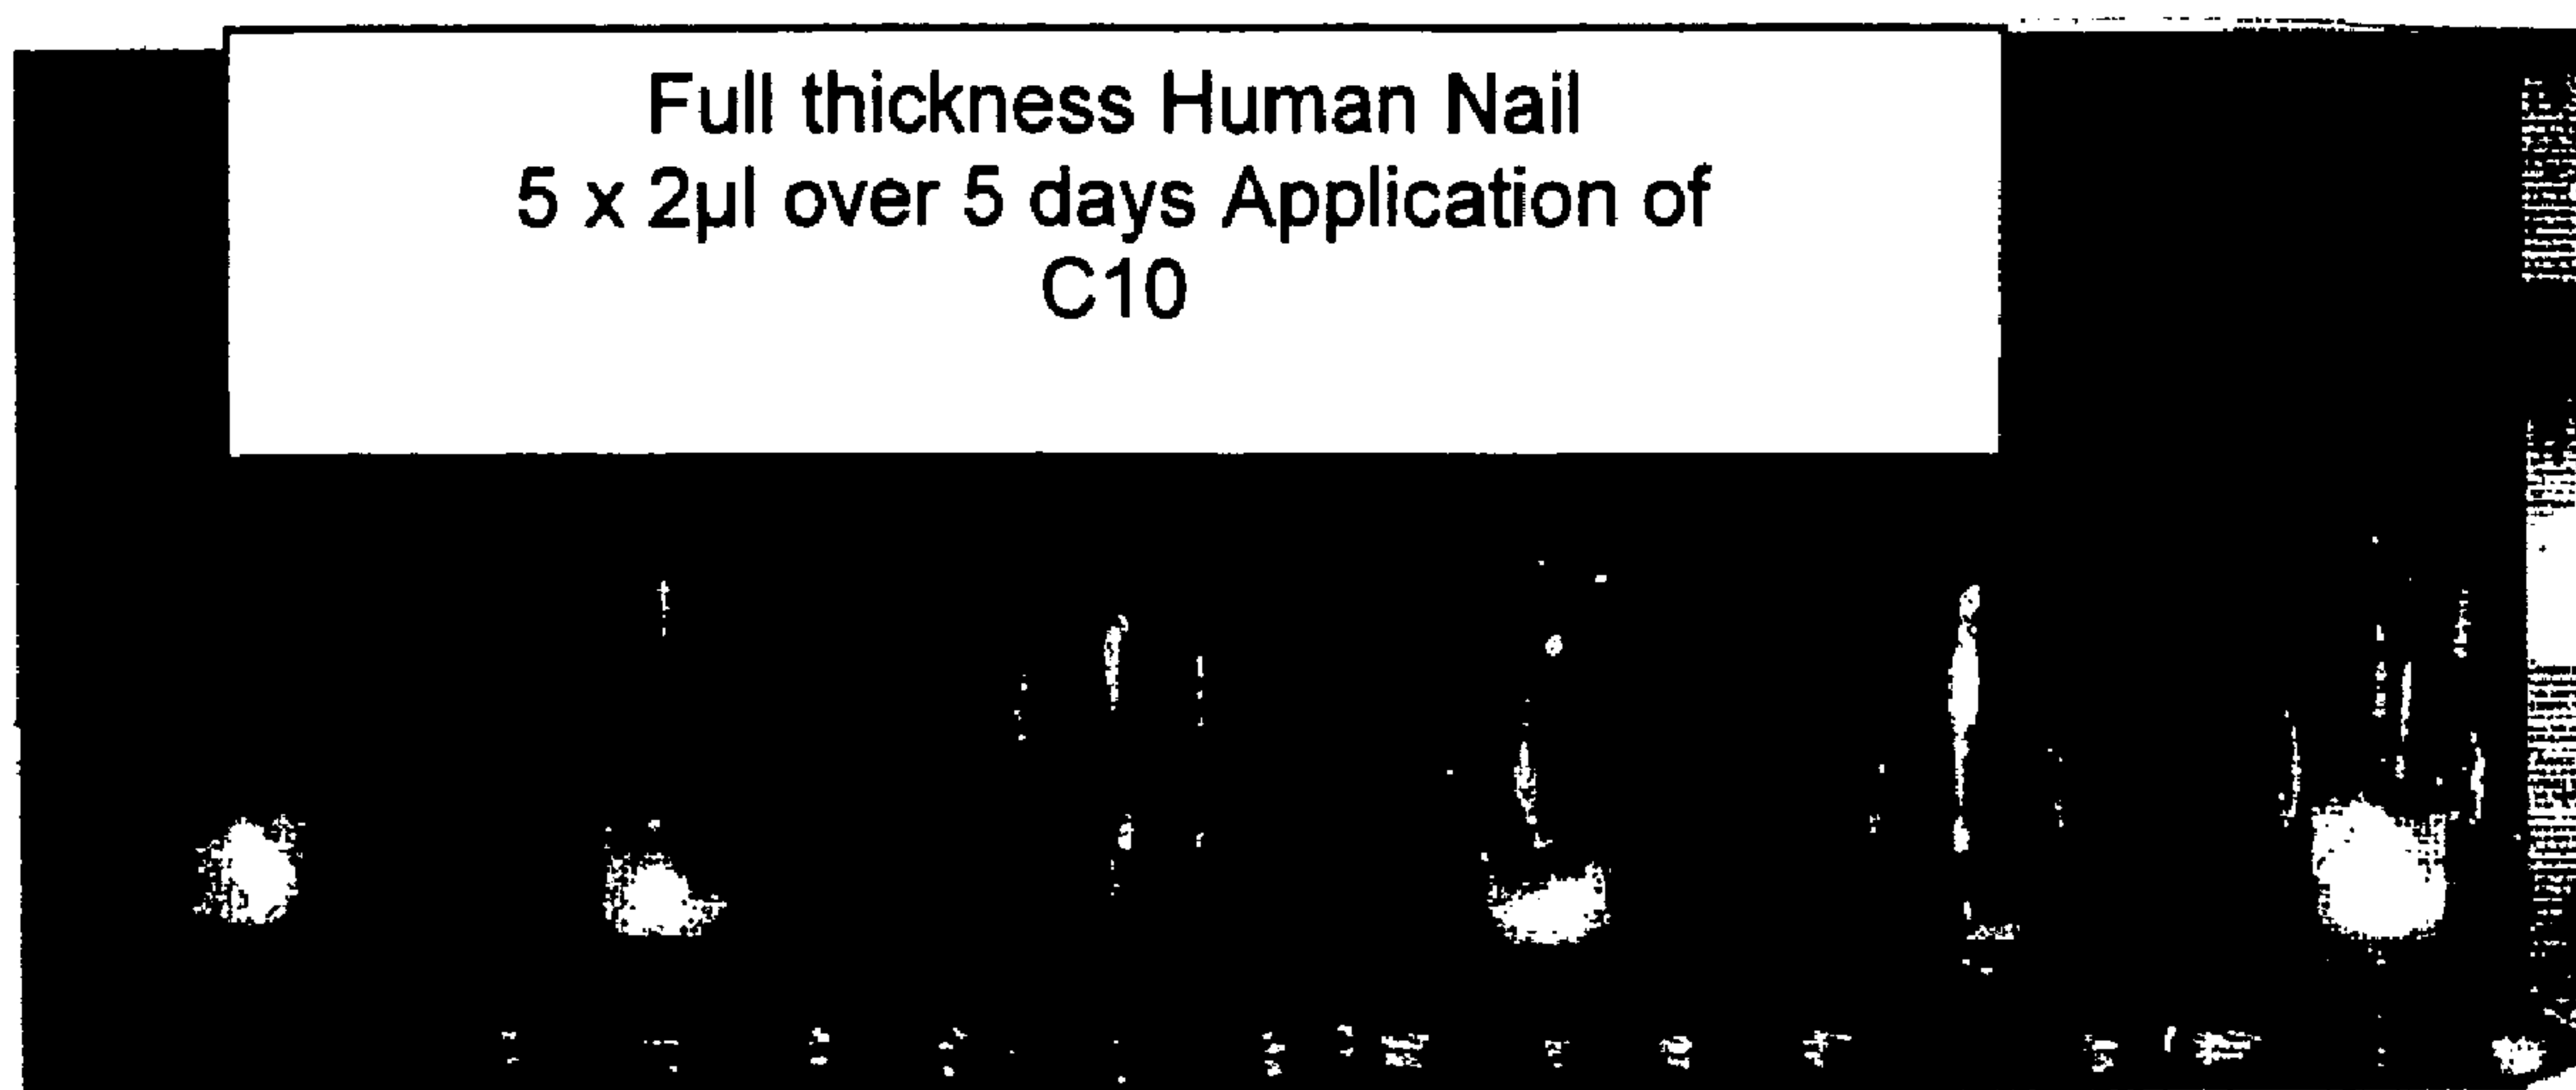 Full thickness Human Nail
5 x 2µl over 5 days Application of
C10